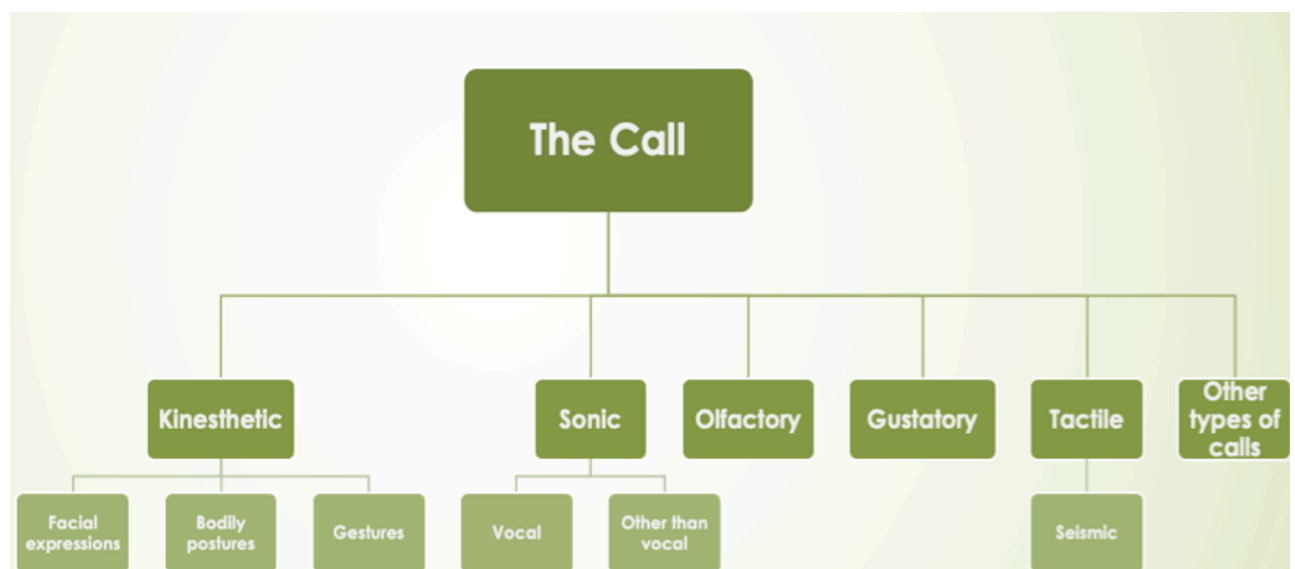 The Call
Kinesthetic
Sonic
Olfactory
Gustatory
Tactile
Other
types of
calls
Facial
expressions
Bodily
postures
Gestures
Vocal
Other than
vocal
Seismic